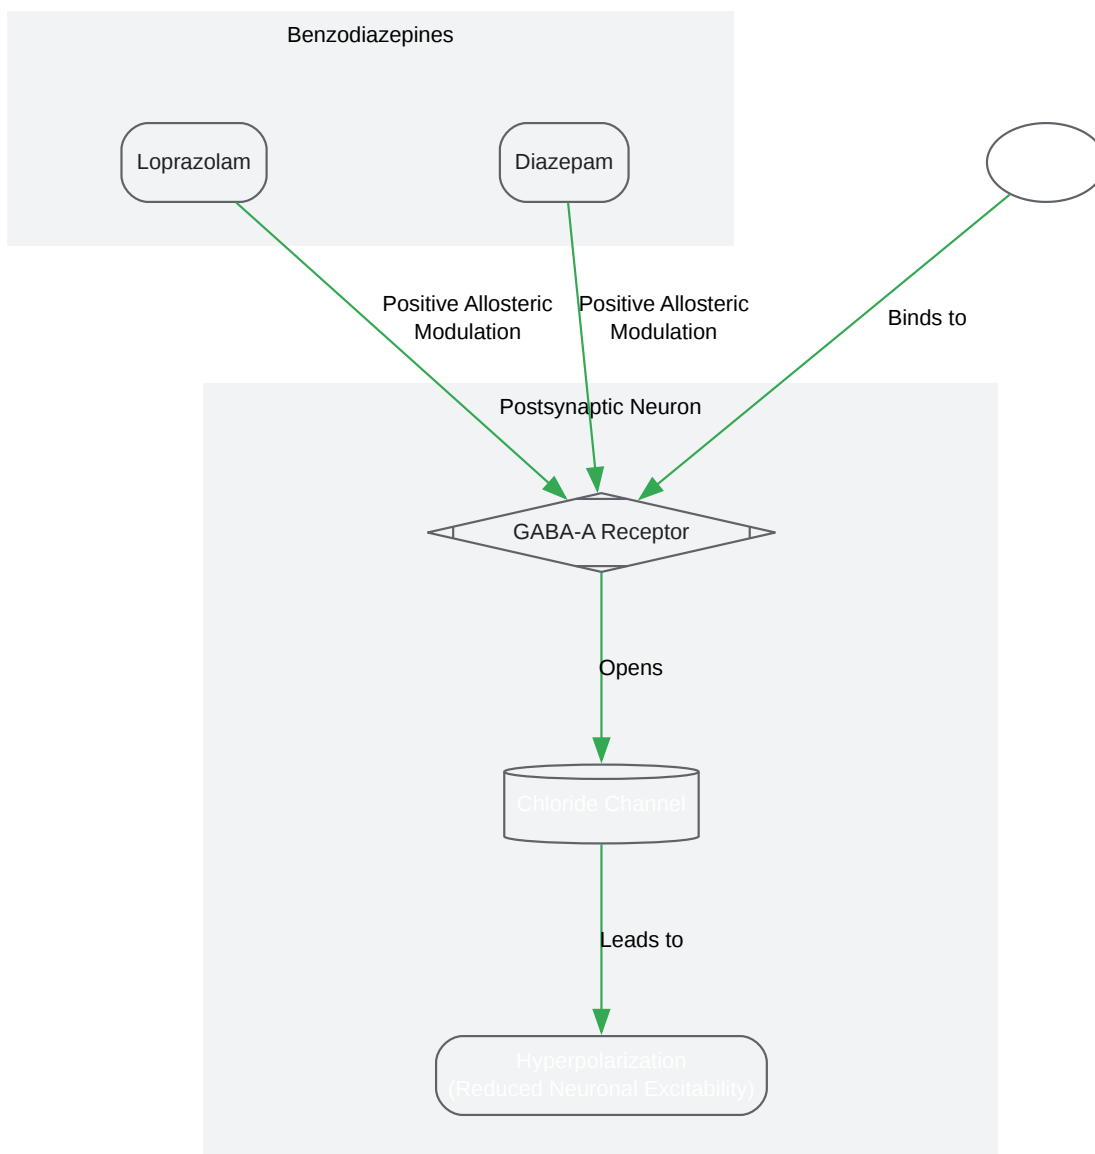 Benzodiazepines
Loprazolam
Diazepam
Positive Allosteric
Modulation
Positive Allosteric
Modulation
Binds to
Postsynaptic Neuron
GABA-A Receptor
Opens
Chloride Channel
Leads to
Hyperpolarization
(Reduced Neuronal Excitability)